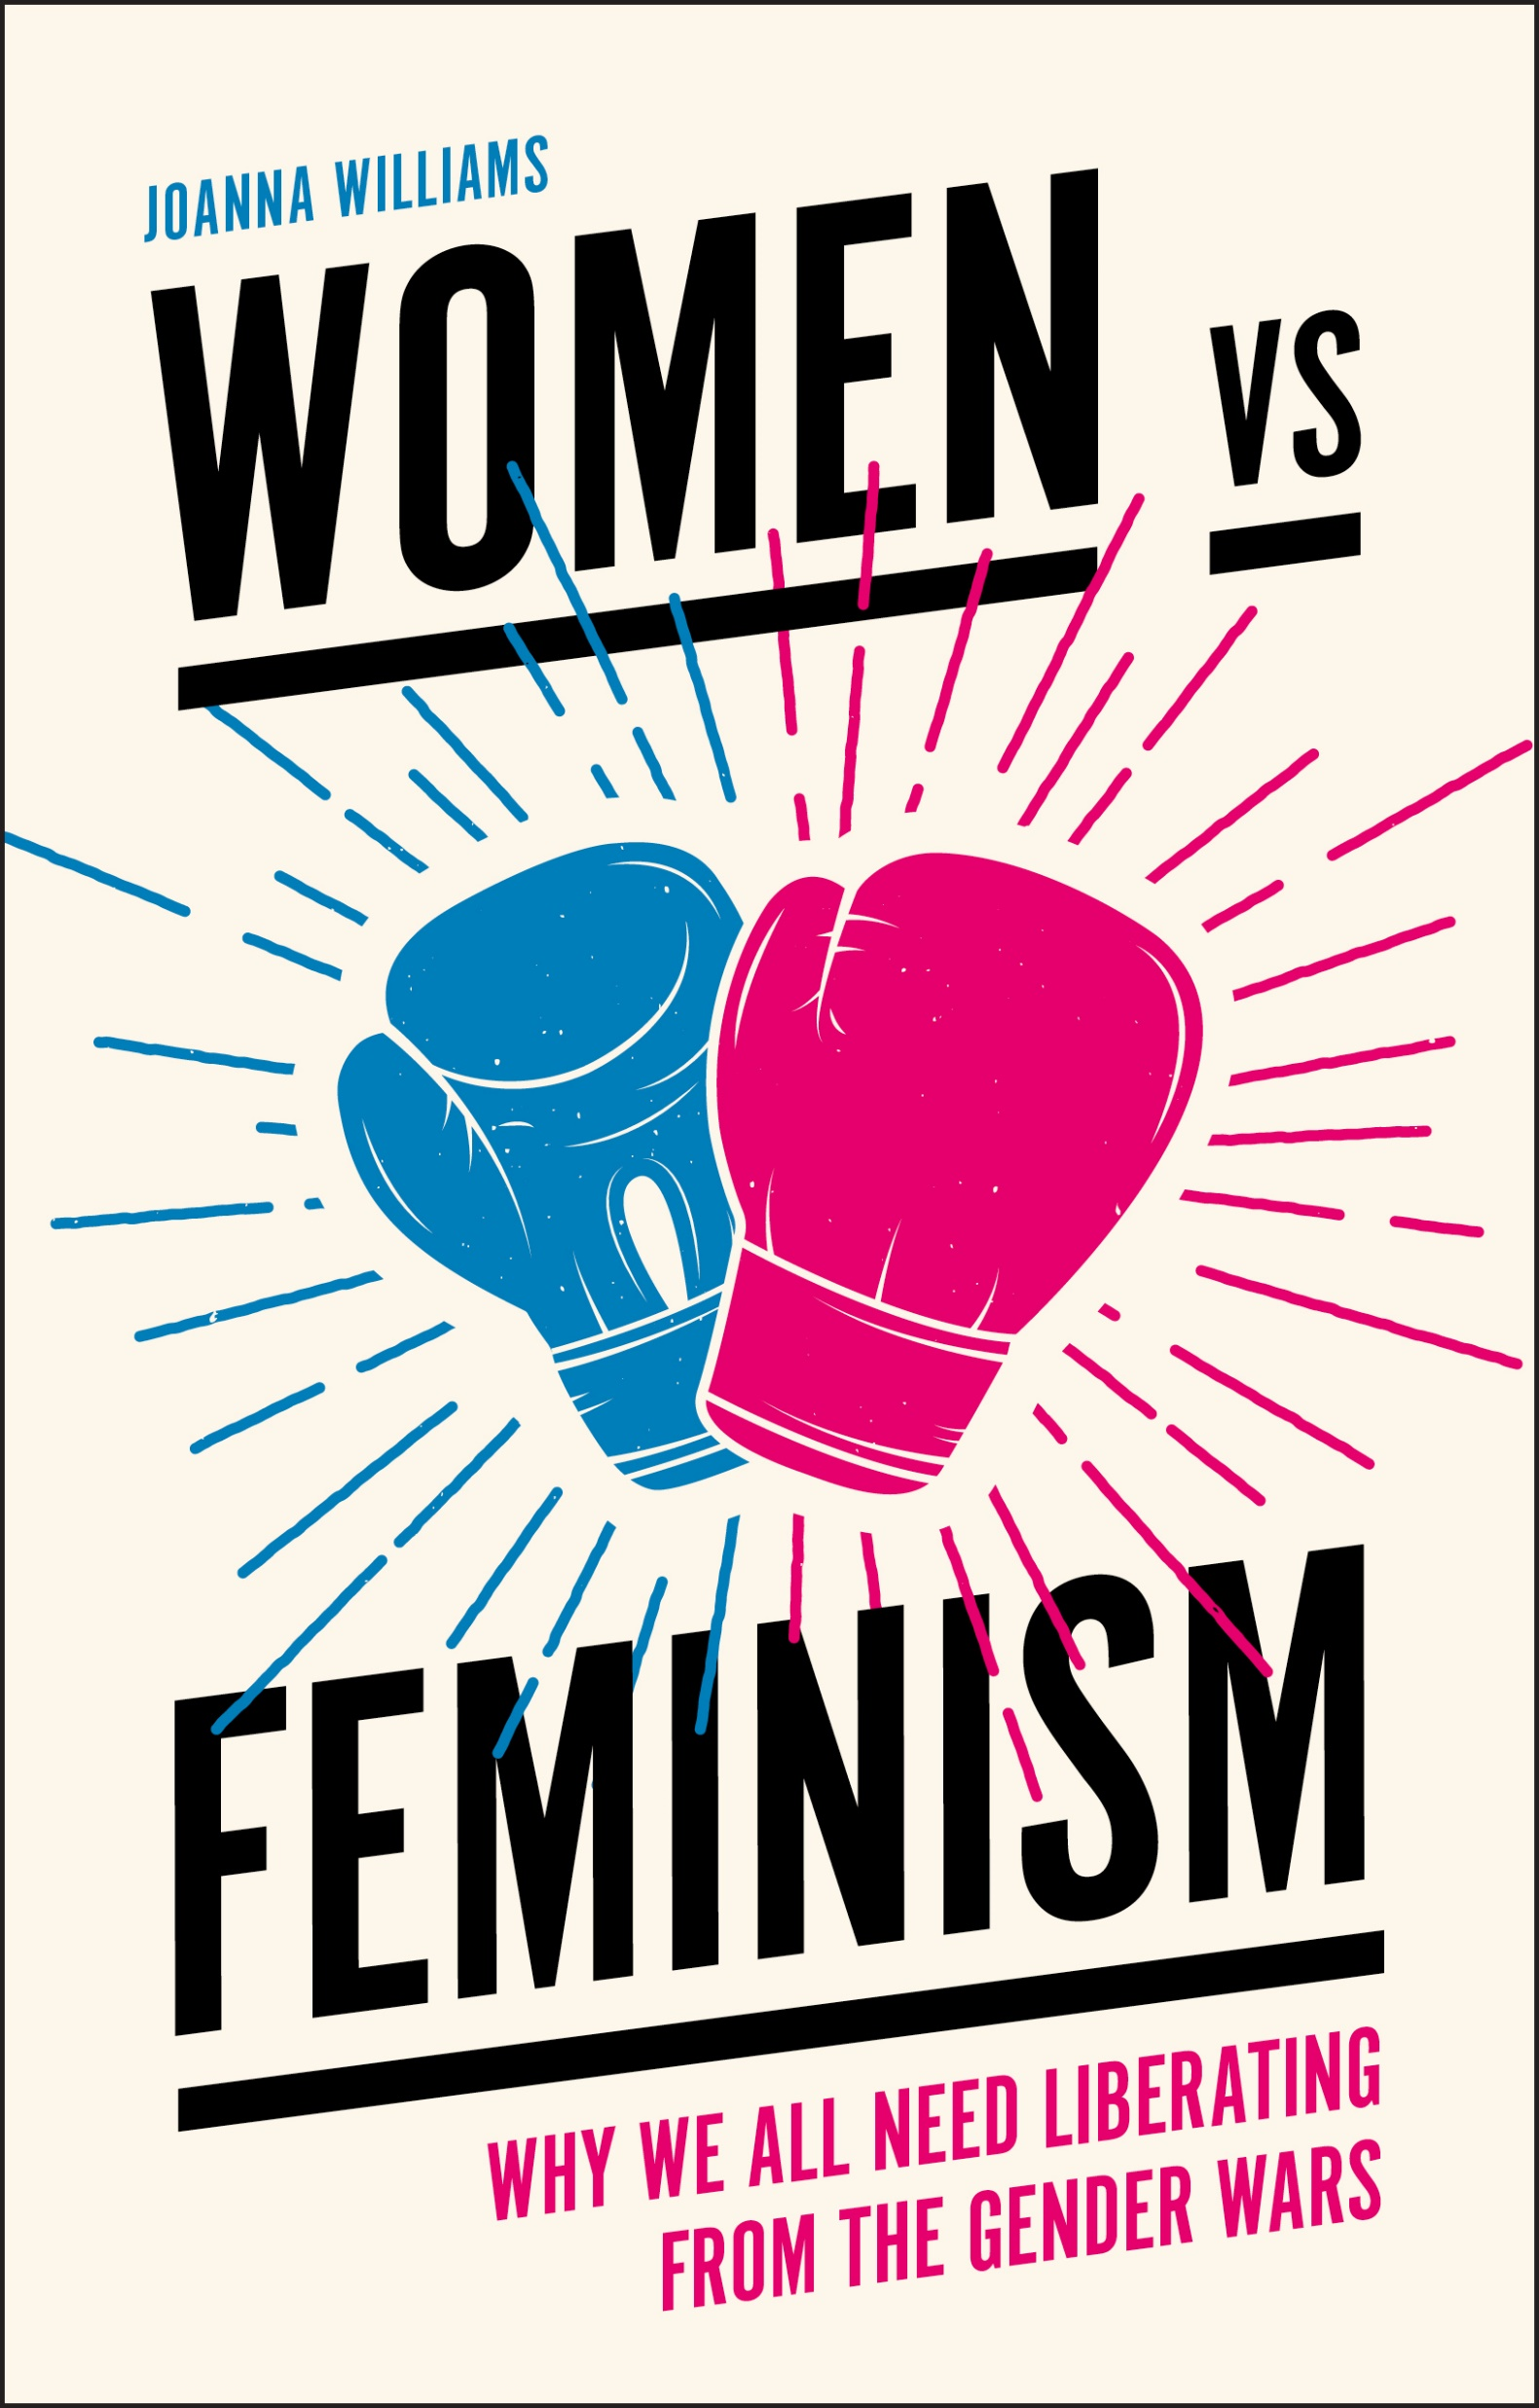 JOANNA WILLIAMS
WOMEN VS
FEMINISM
WHY WE ALL NEED LIBERATING
FROM THE GENDER WARS